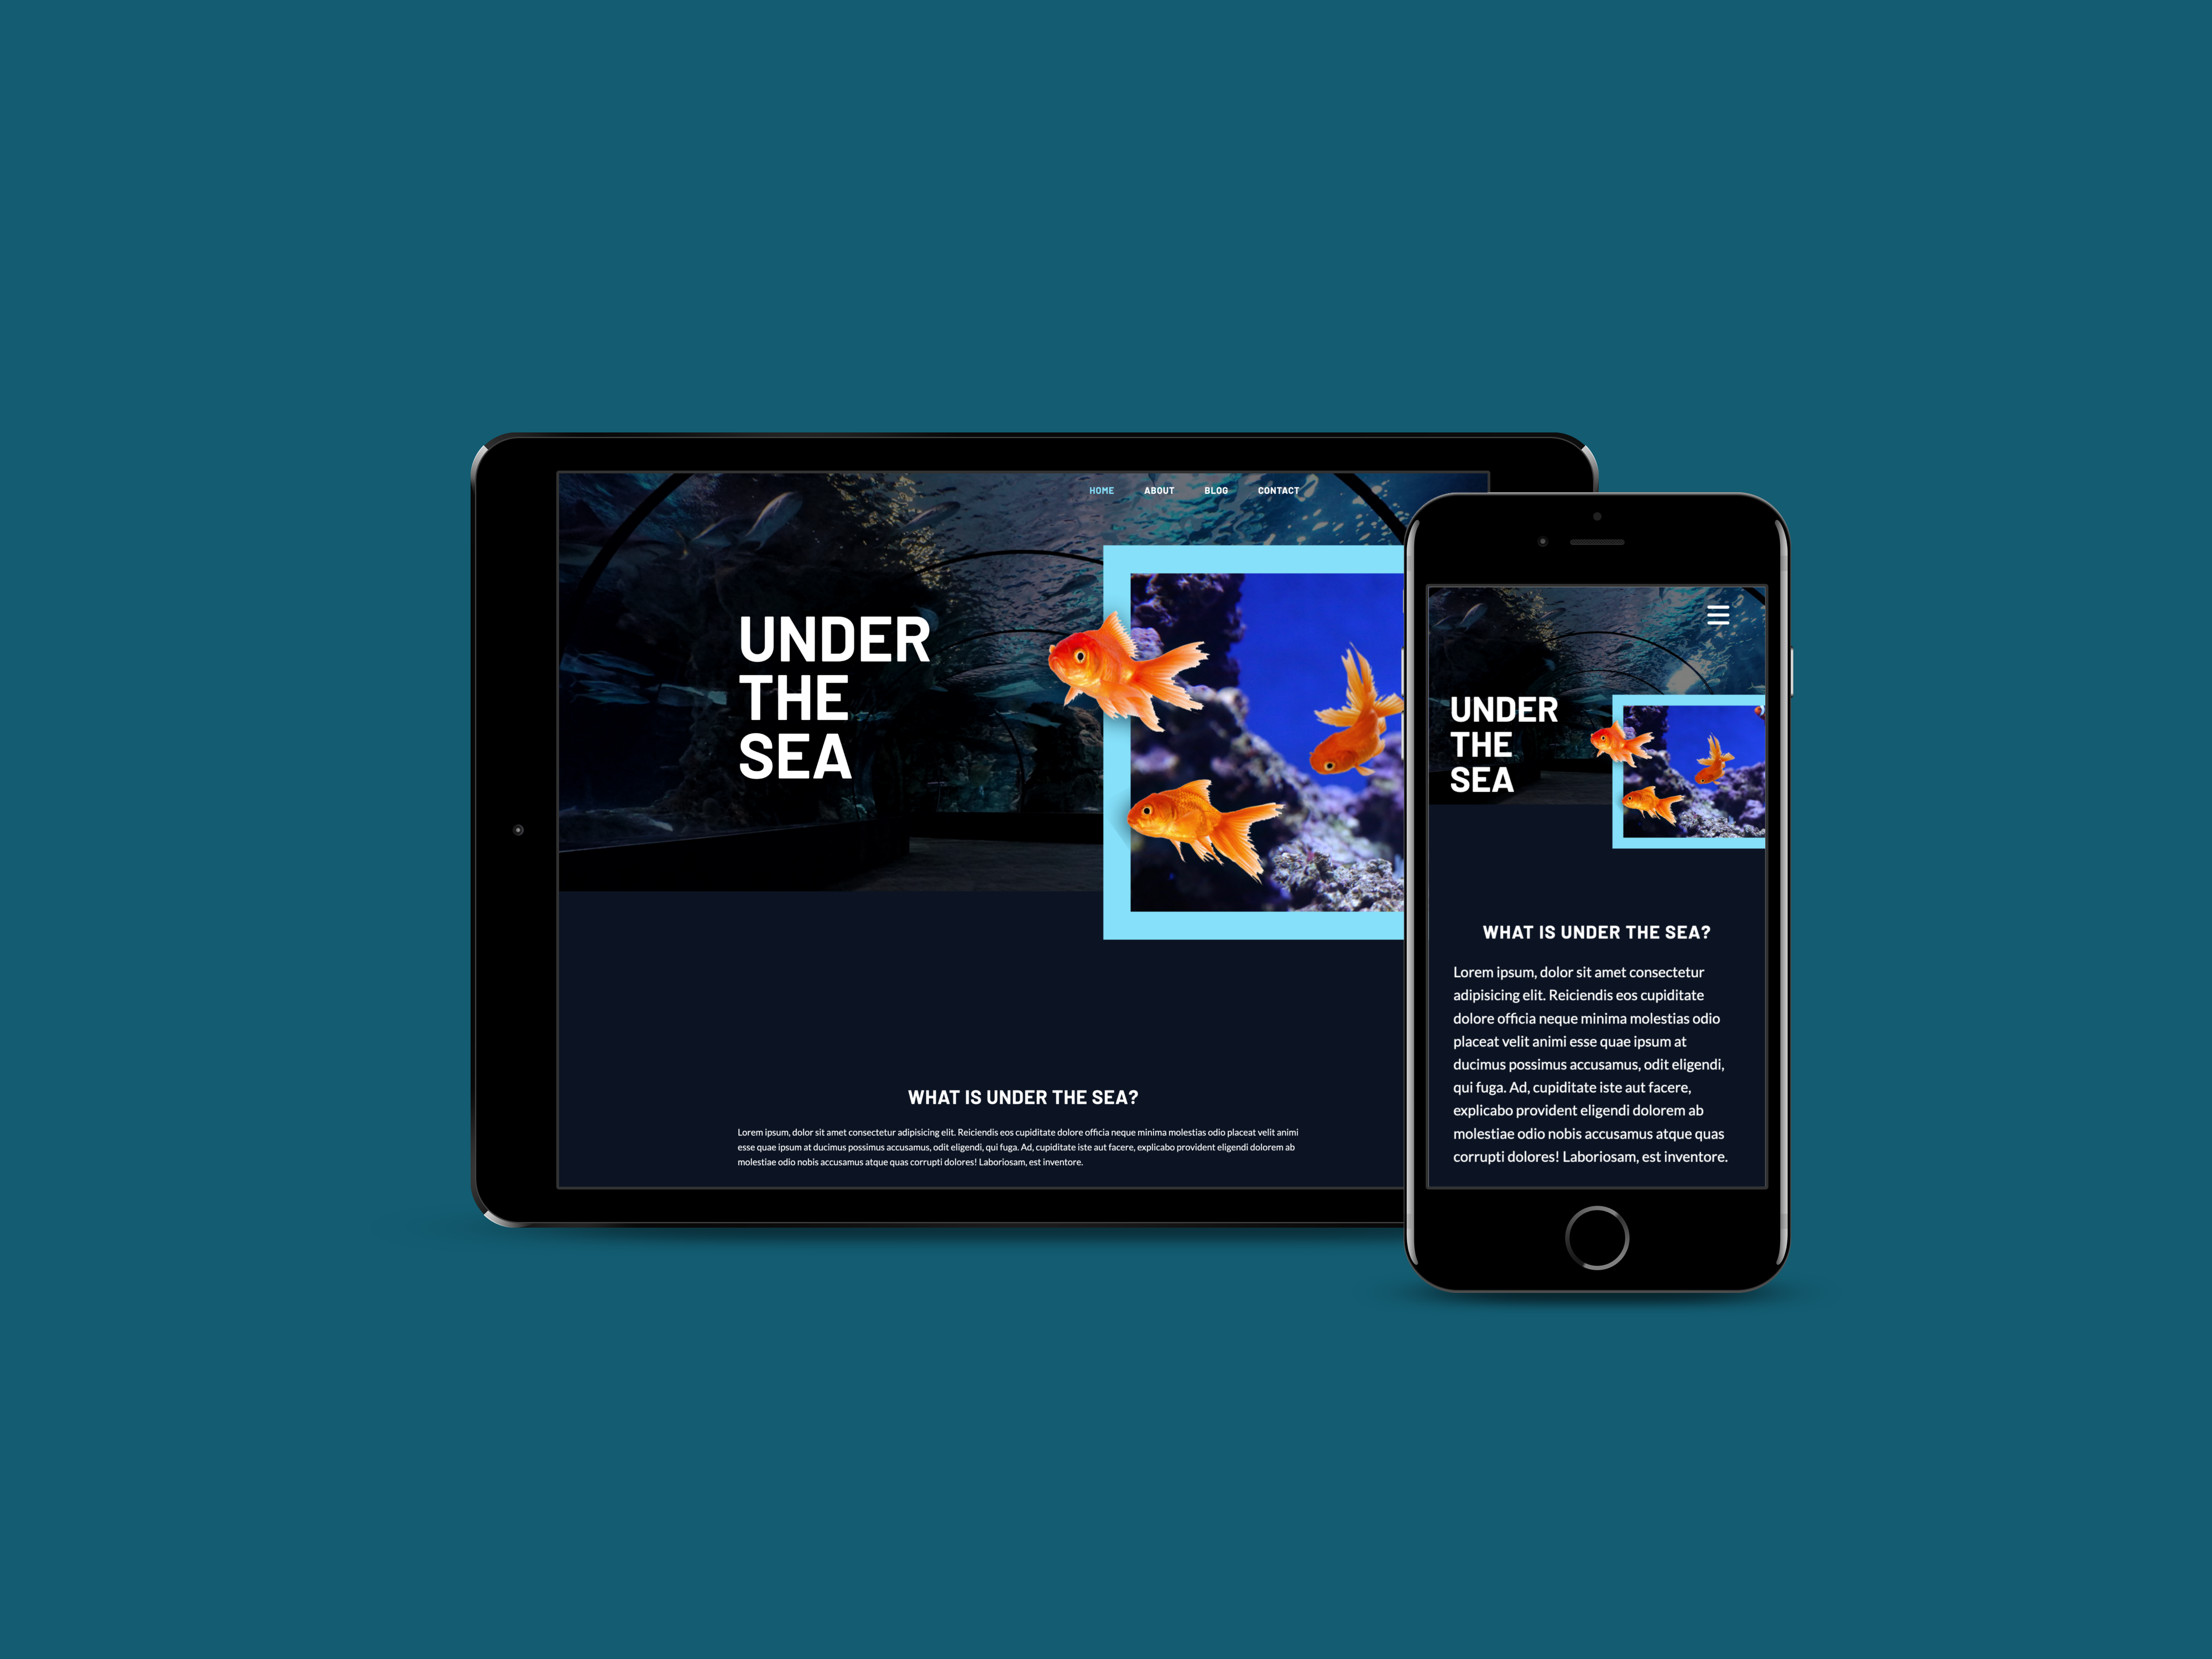 HOME ABOUT BLOG CONTACT
UNDER
THE
SEA
WHAT IS UNDER THE SEA?
Lorem ipsum, dolor sit amet consectetur adipisicing elit. Reiciendis eos cupiditate dolore officia neque minima molestias odio placeat velit animi
esse quae ipsum at ducimus possimus accusamus, odit eligendi, qui fuga. Ad, cupiditate iste aut facere, explicabo provident eligendi dolorem ab
molestiae odio nobis accusamus atque quas corrupti dolores! Laboriosam, est inventore.
UNDER
THE
SEA
WHAT IS UNDER THE SEA?
Lorem ipsum, dolor sit amet consectetur
adipisicing elit. Reiciendis eos cupiditate
dolore officia neque minima molestias odio
placeat velit animi esse quae ipsum at
ducimus possimus accusamus, odit eligendi,
qui fuga. Ad, cupiditate iste aut facere,
explicabo provident eligendi dolorem ab
molestiae odio nobis accusamus atque quas
corrupti dolores! Laboriosam, est inventore.